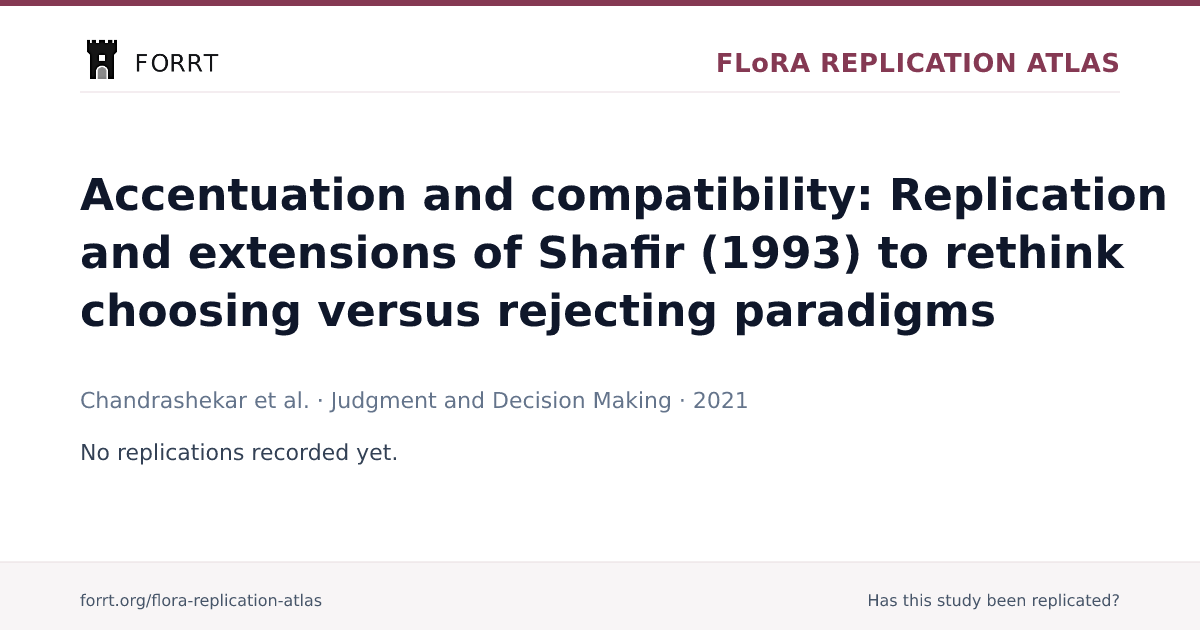 FORRT
FLoRA REPLICATION ATLAS
Accentuation and compatibility: Replication
and extensions of Shafir (1993) to rethink
choosing versus rejecting paradigms
Chandrashekar et al. · Judgment and Decision Making · 2021
No replications recorded yet.
forrt.org/flora-replication-atlas
Has this study been replicated?